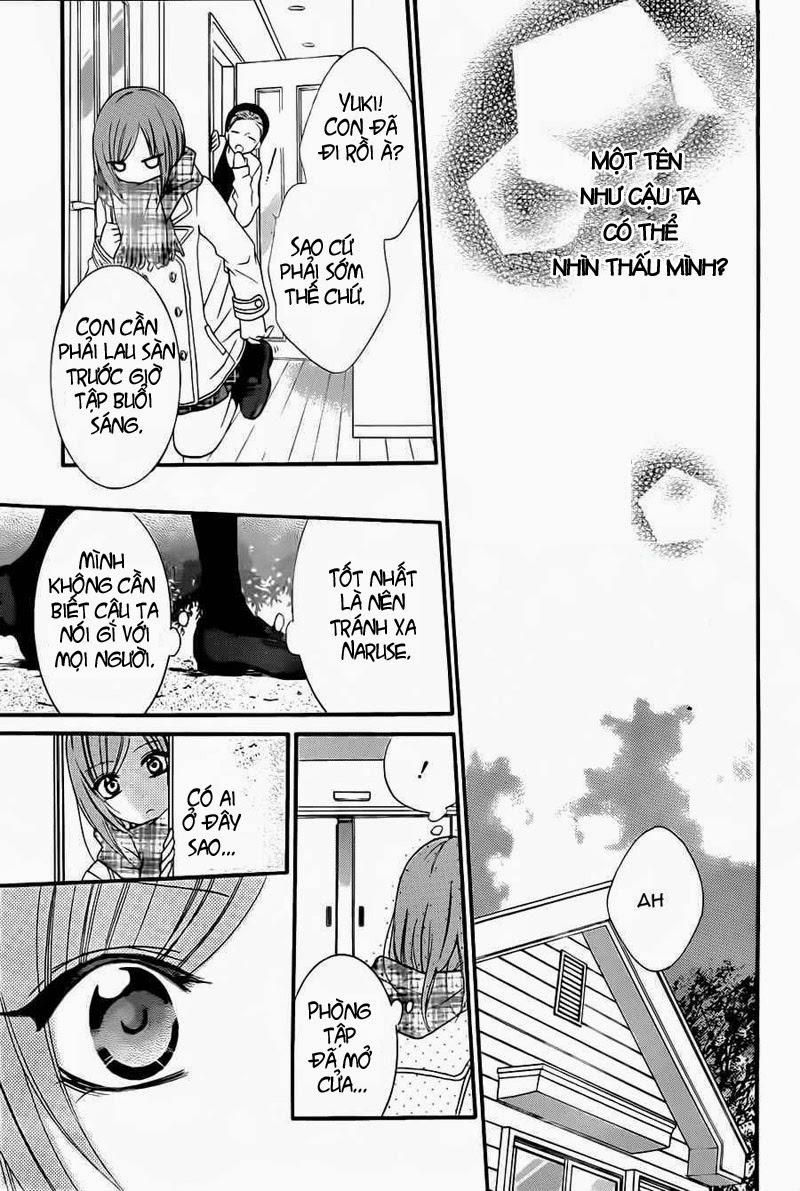 MỘT TÊN
NHƯ CẬU TA
CÓ THỂ
NHÌN THẤU MÌNH?
AH
YUKI!
CON ĐÃ
ĐI RỒI À?
SAO CỨ
PHẢI SỚM
THẾ CHỨ.
CON CẦN
PHẢI LAU SÀN
TRƯỚC GIỜ
TẬP BUỔI
SÁNG.
TỐT NHẤT
LÀ NÊN
TRÁNH XA
NARUSE.
MÌNH
KHÔNG CẦN
BIẾT CẬU TA
NÓI GÌ VỚI
MỌI NGƯỜI.
!
PHÒNG
TẬP
ĐÃ MỞ
CỬA...
CÓ AI
Ở ĐÂY
SAO...